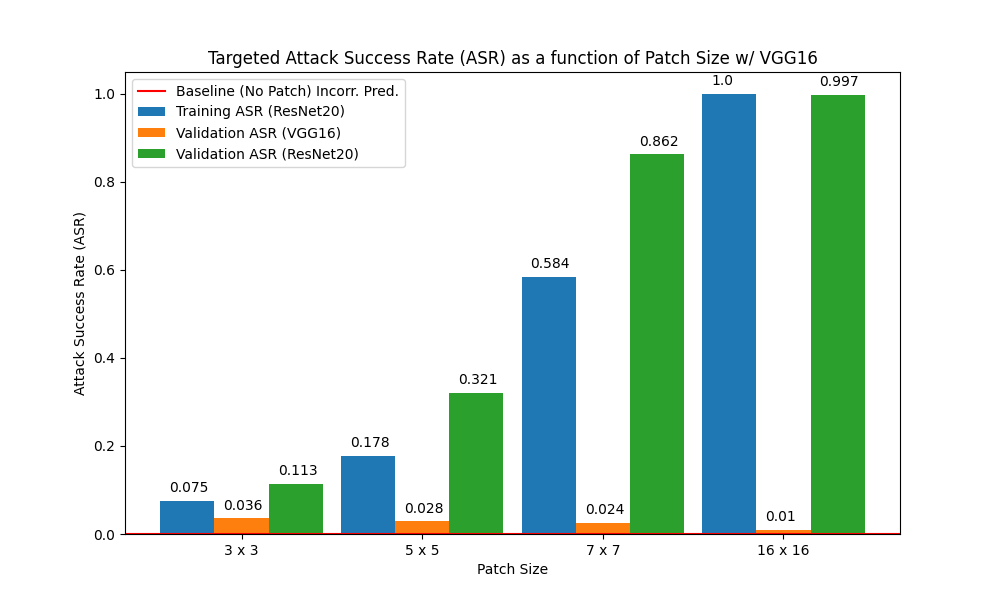 Targeted Attack Success Rate (ASR) as a function of Patch Size w/ VGG16
Baseline (No Patch) Incorr. Pred.
Training ASR (ResNet20)
Validation ASR (VGG16)
Validation ASR (ResNet20)
Attack Success Rate (ASR)
1.0
0.8
0.6
0.4
0.2
0.0
0.075
0.036
0.113
0.178
0.028
0.321
0.584
0.024
0.862
1.0
0.01
0.997
3 x 3
5 x 5
7 x 7
16 x 16
Patch Size